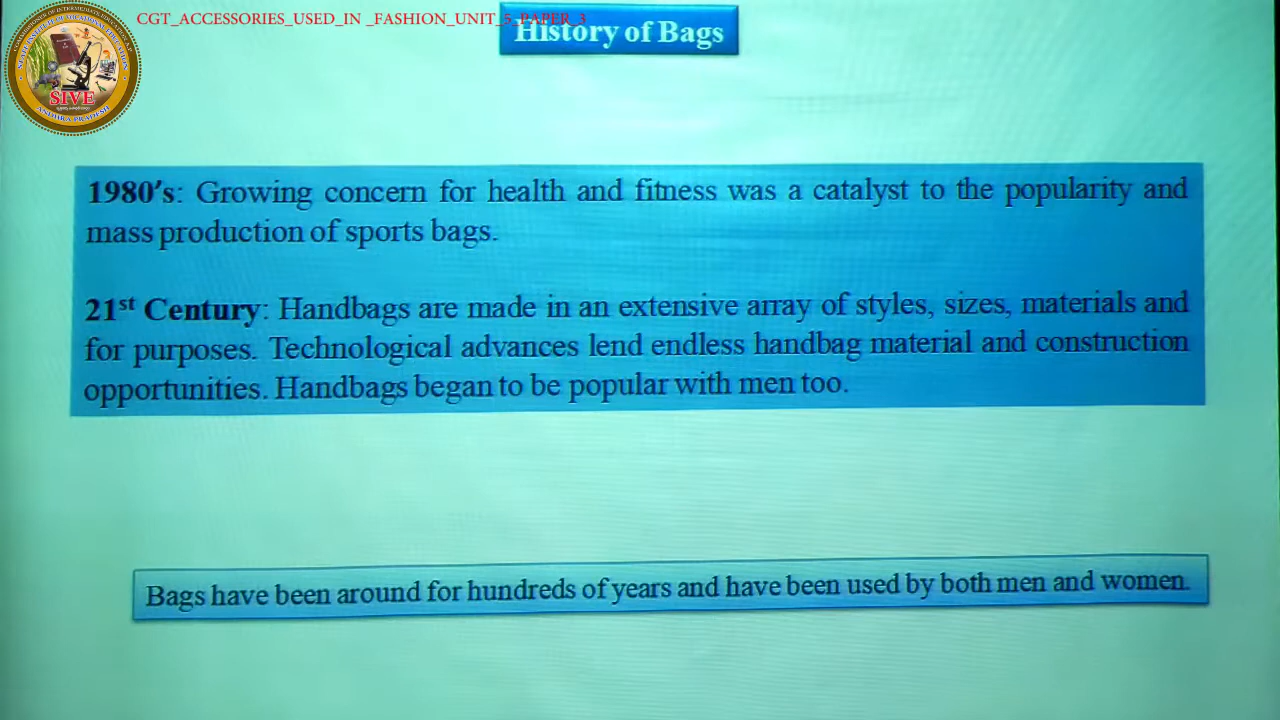 CGT_ACCESSORIES_USED_IN _FASHION_UNIT_5_PAPER_3
History of Bags
SIVE
ANDHRA PRADESH
1980's: Growing concern for health and fitness was a catalyst to the popularity and
mass production of sports bags.
21st Century: Handbags are made in an extensive array of styles, sizes, materials and
for purposes. Technological advances lend endless handbag material and construction
opportunities. Handbags began to be popular with men too.
Bags have been around for hundreds of years and have been used by both men and women.